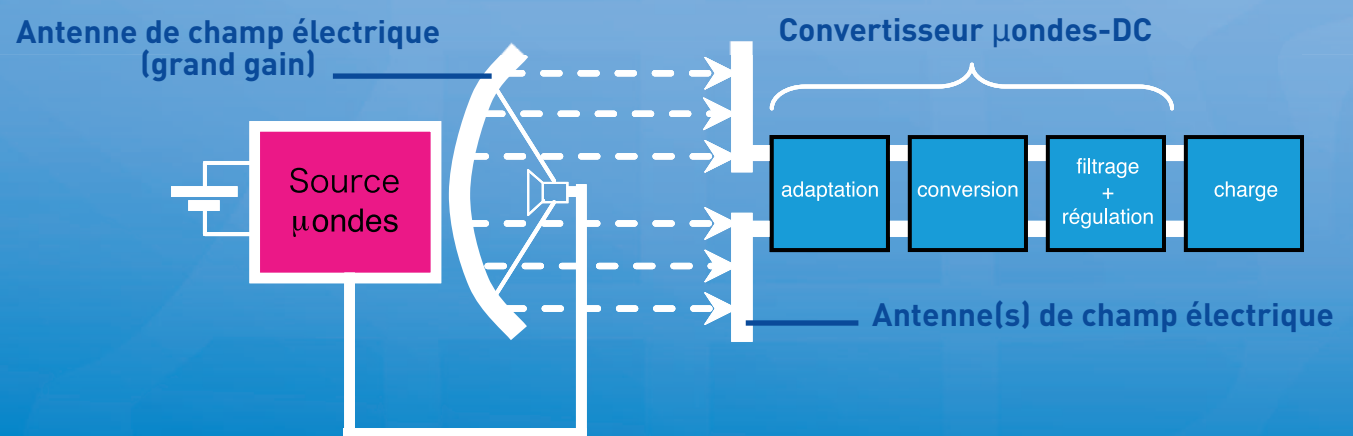 Antenne de champ électrique
(grand gain)
Convertisseur µondes-DC
Source
µondes
adaptation
conversion
filtrage
+
régulation
charge
Antenne(s) de champ électrique